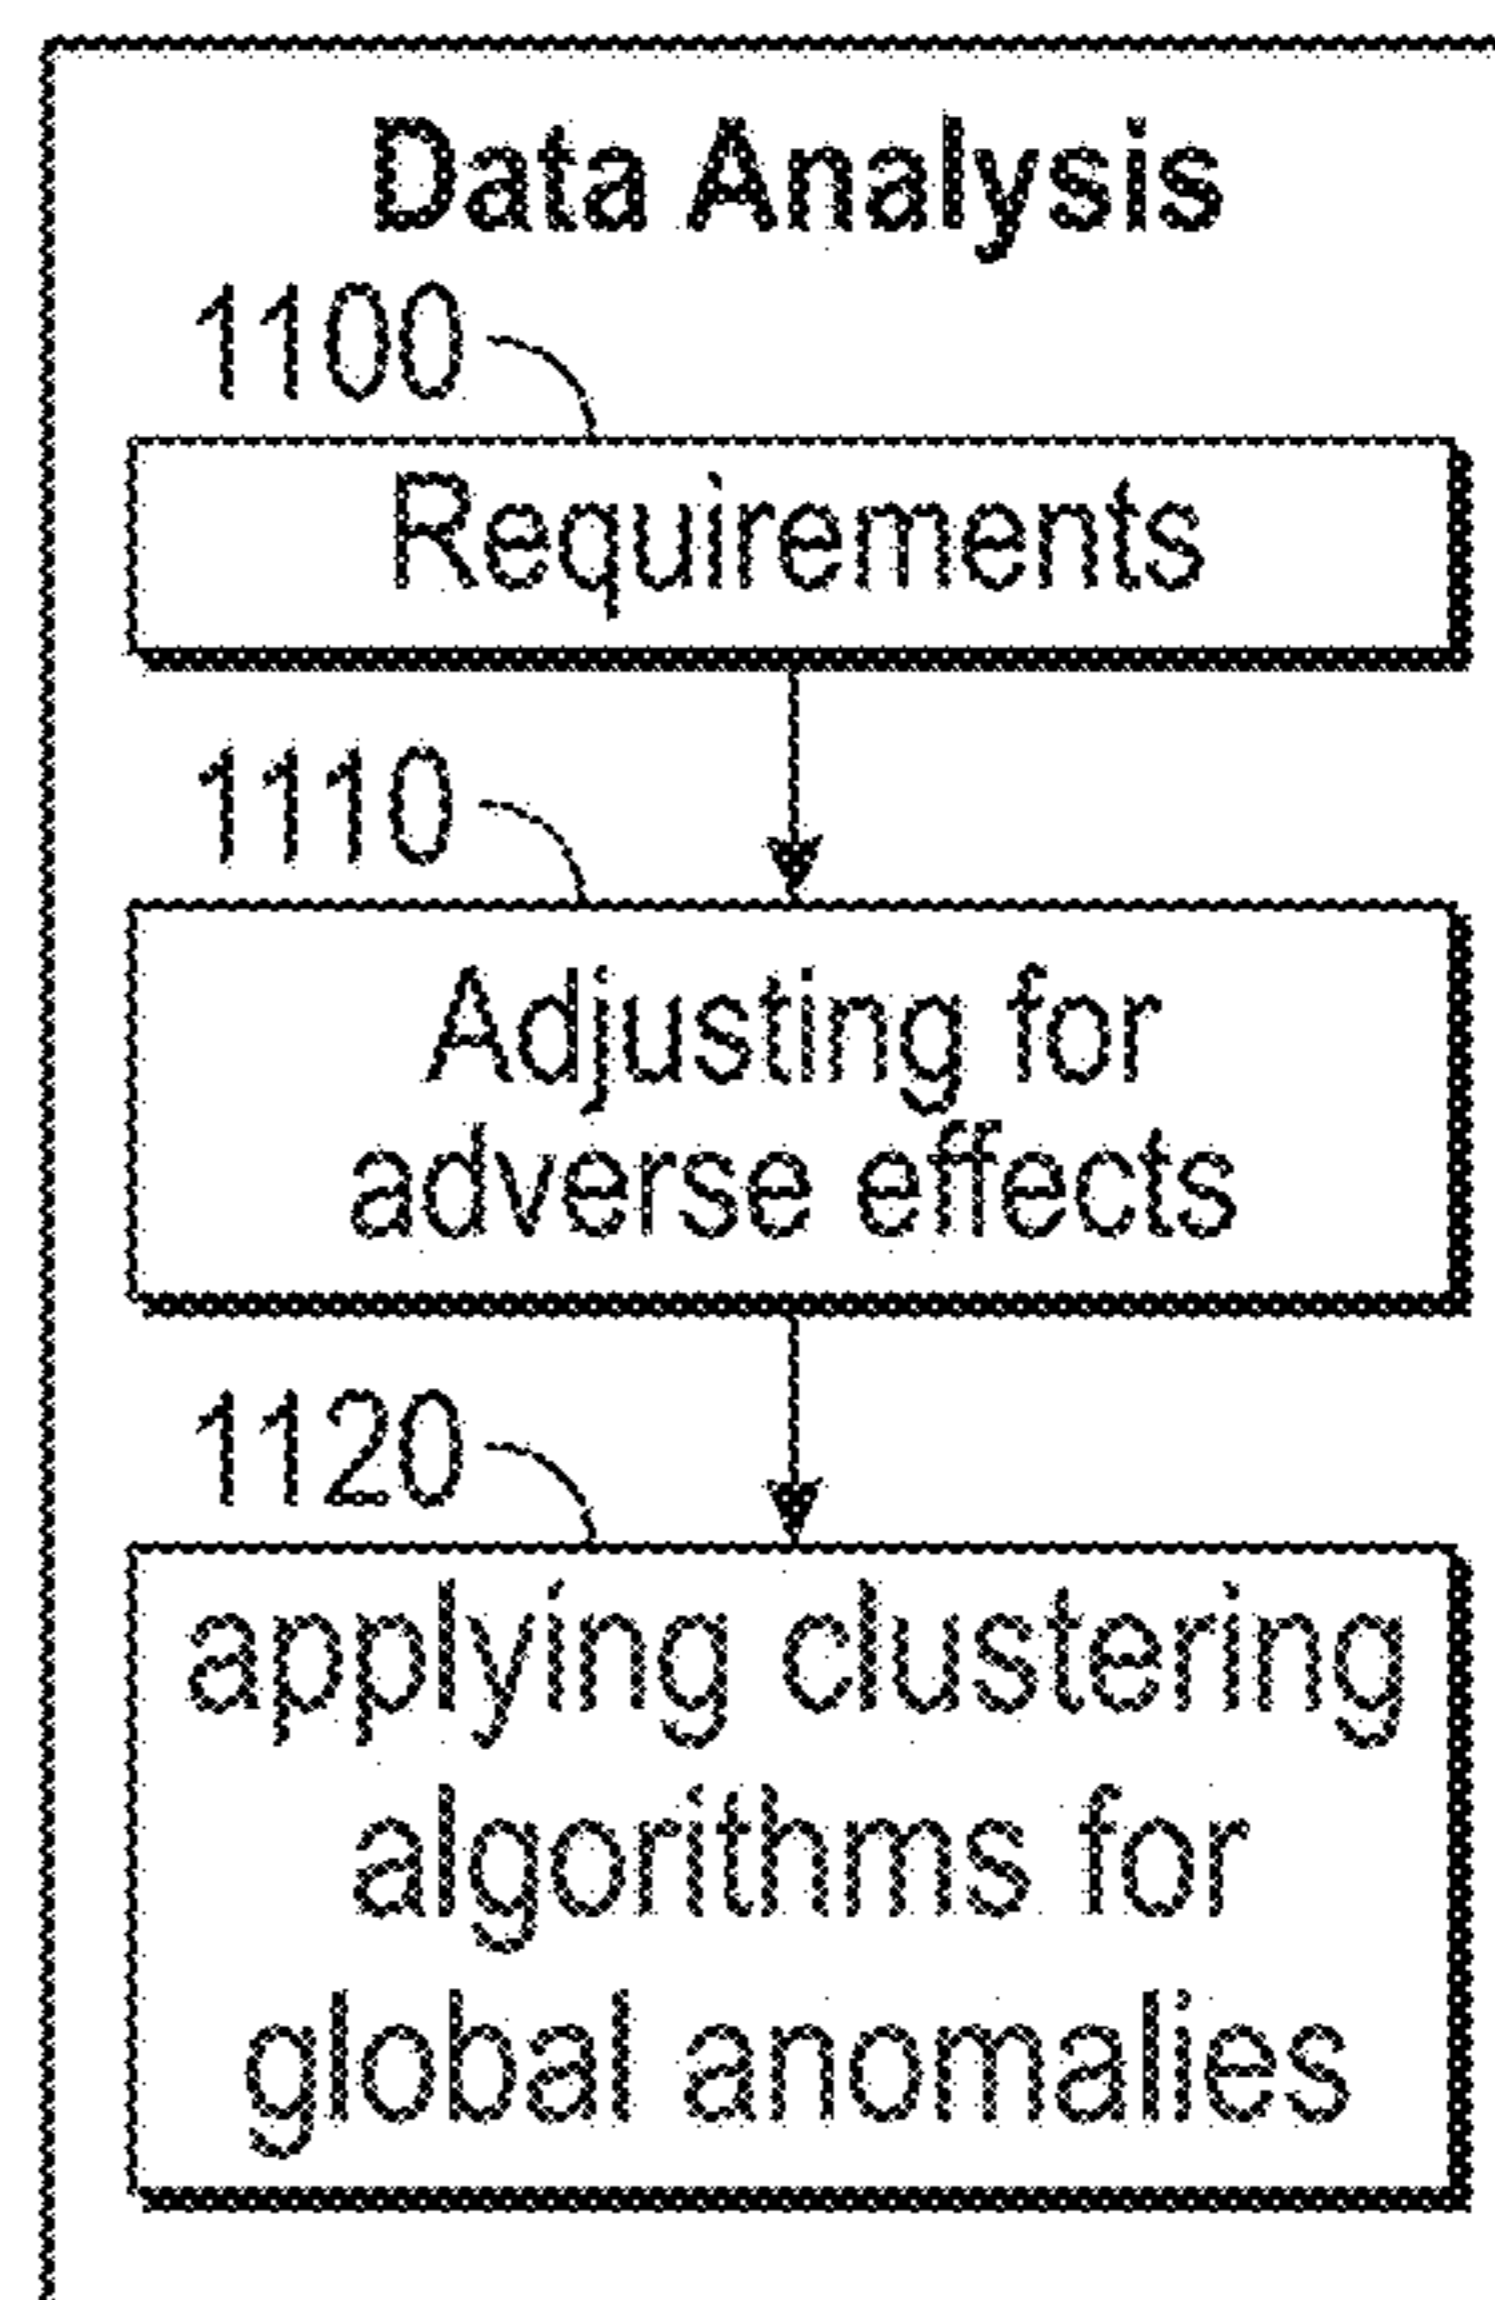 Data Analysis
1100
Requirements
1110
Adjusting for
adverse effects
1120
applying clustering
algorithms for
global anomalies